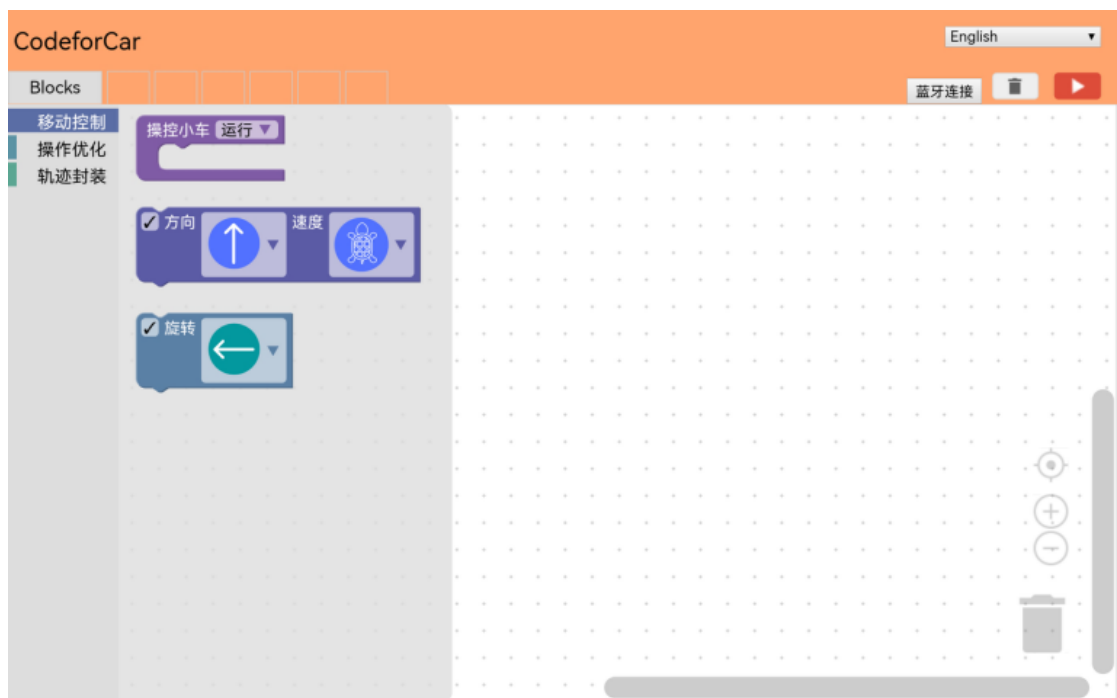 CodeforCar
English
Blocks
蓝牙连接
移动控制
操作优化
轨迹封装
操控小车 运行
方向 速度
旋转